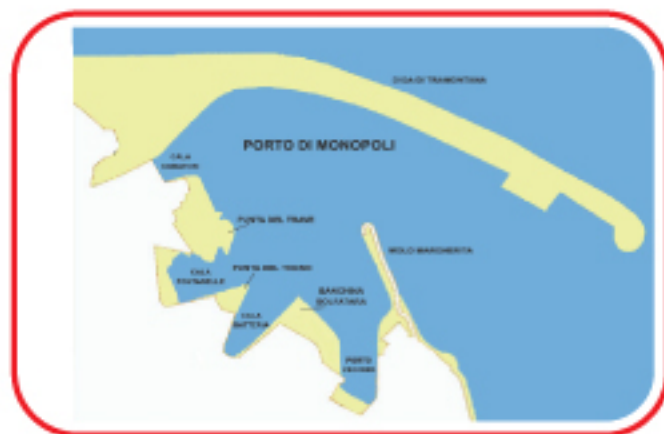 DIGA DI TRAMONTANA
PORTO DI MONOPOLI
CALA
PUNTA DEL TRAVE
MOLO MARGHERITA
CALA
FONTANELLE
PUNTA DEL
BANCHINA
SOLFATARA
CALA
BATTERIA
PORTO
VECCHIO